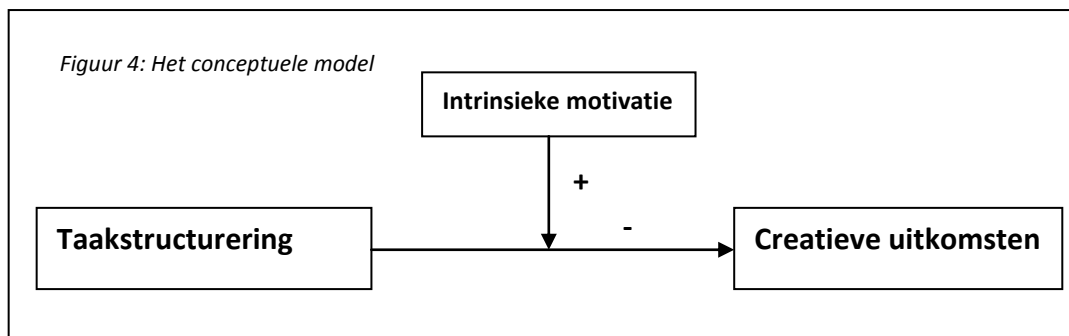 Figuur 4: Het conceptuele model
Intrinsieke motivatie
+
-
Taakstructurering
Creatieve uitkomsten